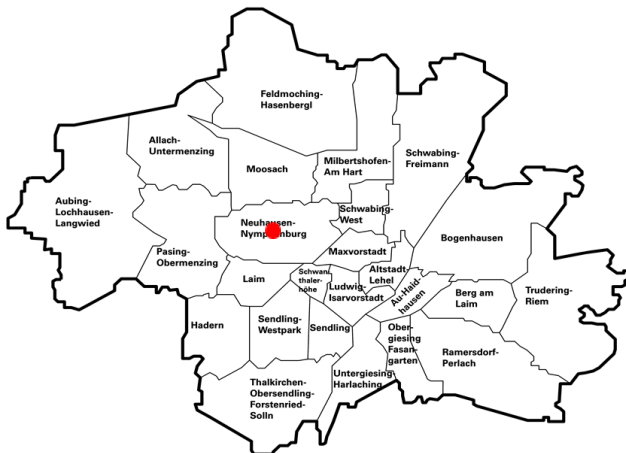 Feldmoching-
Hasenbergl
Allach-
Untermenzing
Moosach
Milbertshofen-
Am Hart
Schwabing-
Freimann
Aubing-
Lochhausen-
Langwied
Neuhausen-
Nymphenburg
Schwabing-
West
Pasing-
Obermenzing
Maxvorstadt
Bogenhausen
Laim
Schwan-
thaler-
höhe
Ludwig-
Isarvorstadt
Altstadt-
Lehel
Au-Haid-
hausen
Berg am
Laim
Trudering-
Riem
Hadern
Sendling-
Westpark
Sendling
Ober-
giesing
Fasan-
garten
Ramersdorf-
Perlach
Untergiesing-
Harlaching
Thalkirchen-
Obersendling-
Forstenried-
Solln